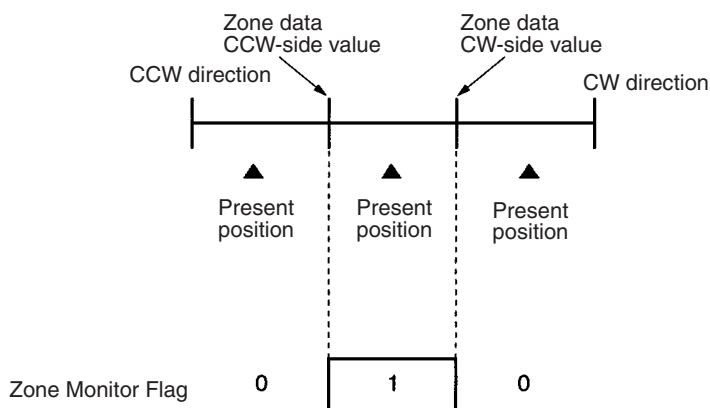 Zone data
CCW-side value
Zone data
CW-side value
CCW direction
CW direction
Present
position
Present
position
Present
position
Zone Monitor Flag 0 1 0